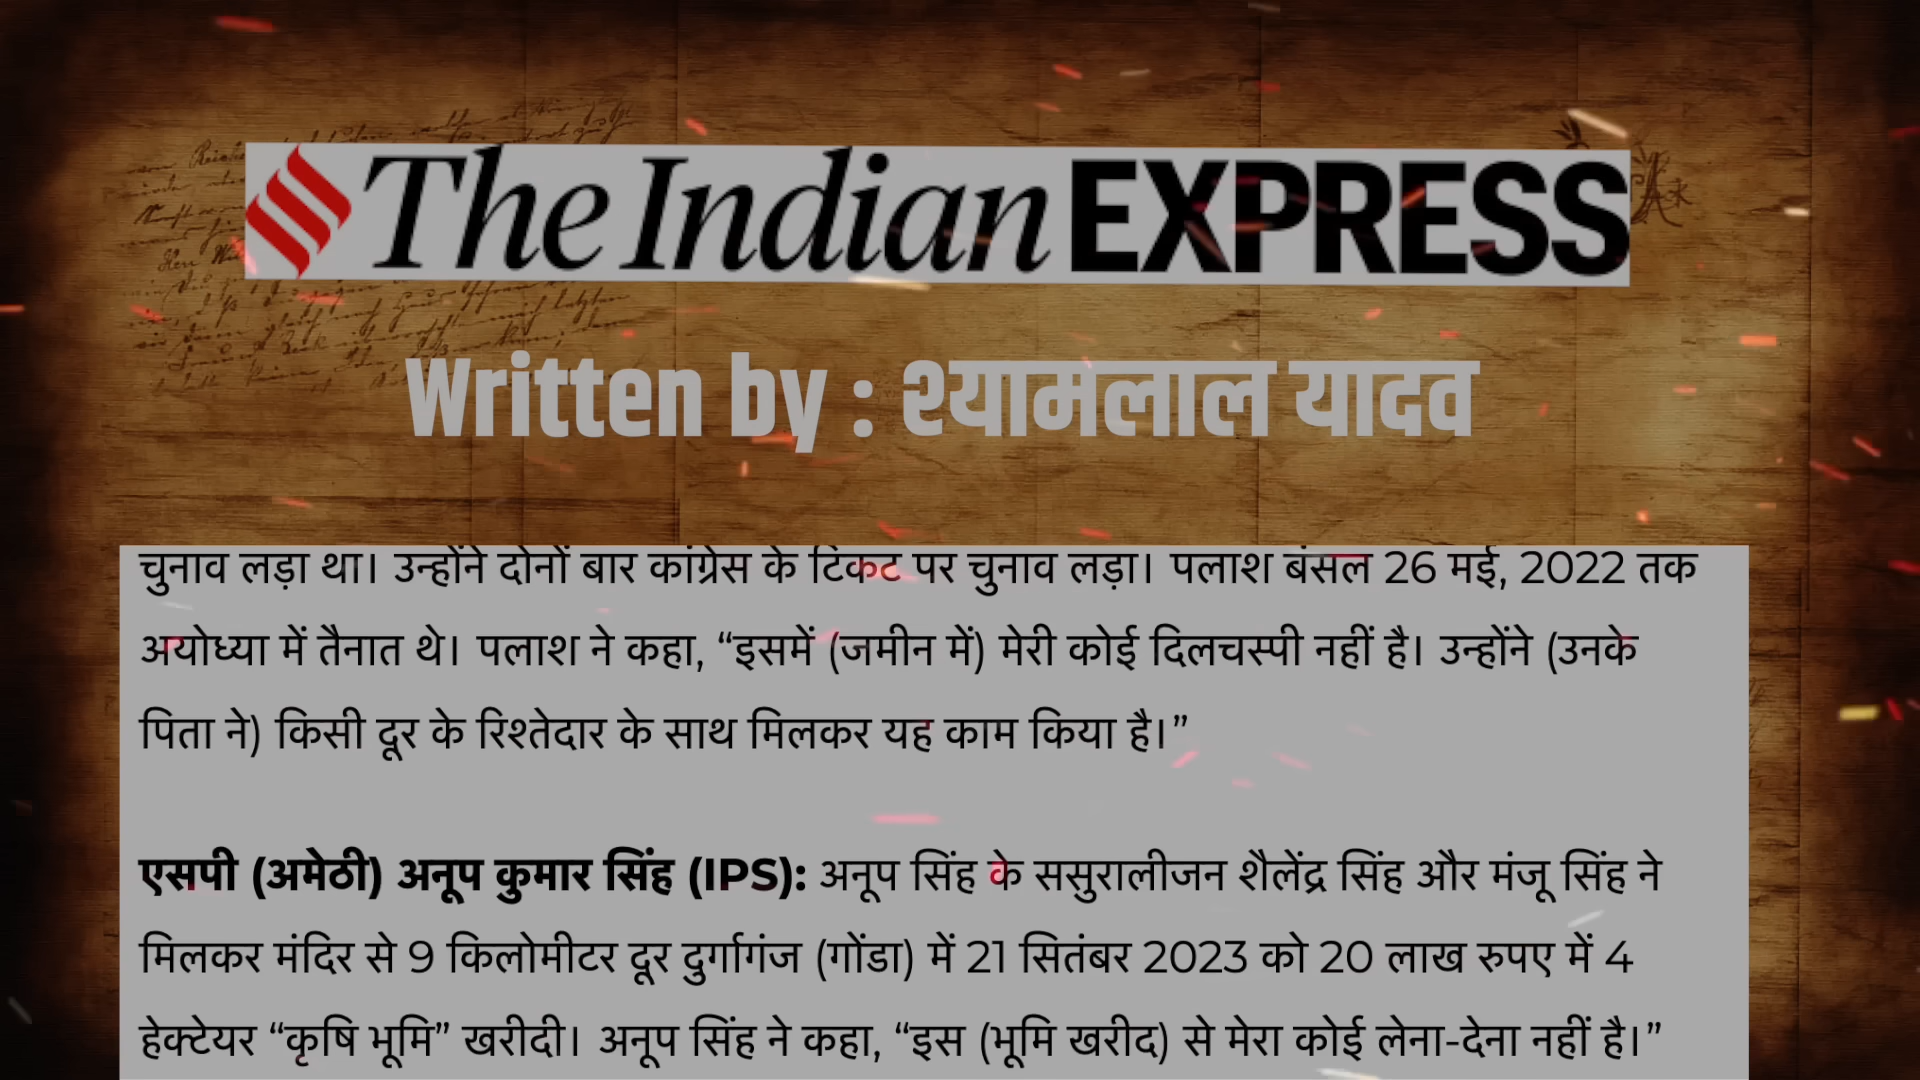 The Indian EXPRESS
Written by : श्यामलाल यादव
चुनाव लड़ा था। उन्होंने दोनों बार कांग्रेस के टिकट पर चुनाव लड़ा। पलाश बंसल 26 मई, 2022 तक
अयोध्या में तैनात थे। पलाश ने कहा, “इसमें (जमीन में) मेरी कोई दिलचस्पी नहीं है। उन्होंने (उनके
पिता ने) किसी दूर के रिश्तेदार के साथ मिलकर यह काम किया है।”
एसपी (अमेठी) अनूप कुमार सिंह (IPS): अनूप सिंह के ससुरालीजन शैलेंद्र सिंह और मंजू सिंह ने
मिलकर मंदिर से 9 किलोमीटर दूर दुर्गागंज (गोंडा) में 21 सितंबर 2023 को 20 लाख रुपए में 4
हेक्टेयर “कृषि भूमि” खरीदी। अनूप सिंह ने कहा, “इस (भूमि खरीद) से मेरा कोई लेना-देना नहीं है।”